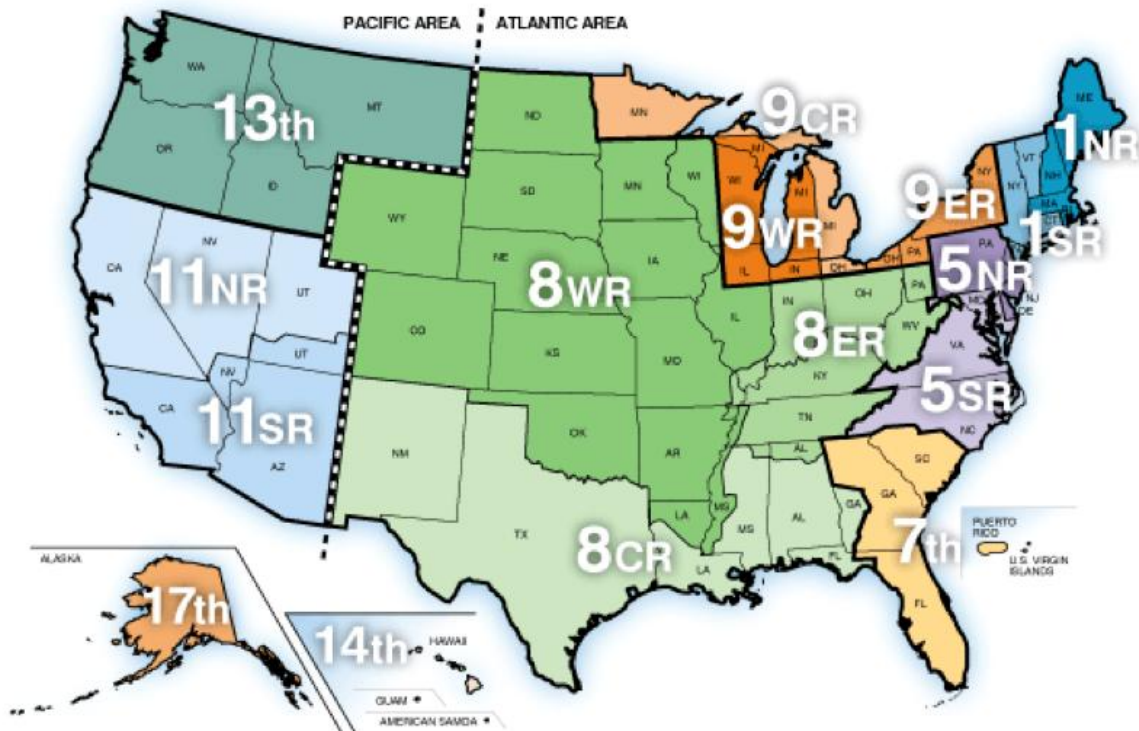 PACIFIC AREA
ATLANTIC AREA
WA
MT
OR
ID
13th
ND
MN
9CR
MI
ME
1NR
VT
NH
NY
NY
MA
CT
RI
1SR
9ER
WY
SD
MN
WI
WI
MI
MI
9WR
IL
IN
OH
OH
PA
PA
5NR
NJ
DE
MD
CA
NV
UT
11NR
NE
IA
8WR
CO
KS
MO
IL
IN
OH
PA
WV
8ER
KY
VA
5SR
NC
UT
NV
CA
11SR
AZ
NM
OK
AR
TN
AL
SC
GA
LA
MS
TX
8CR
LA
MS
AL
GA
FL
7th
FL
PUERTO
RICO
U.S. VIRGIN
ISLANDS
ALASKA
17th
14th
HAWAII
GUAM
AMERICAN SAMOA